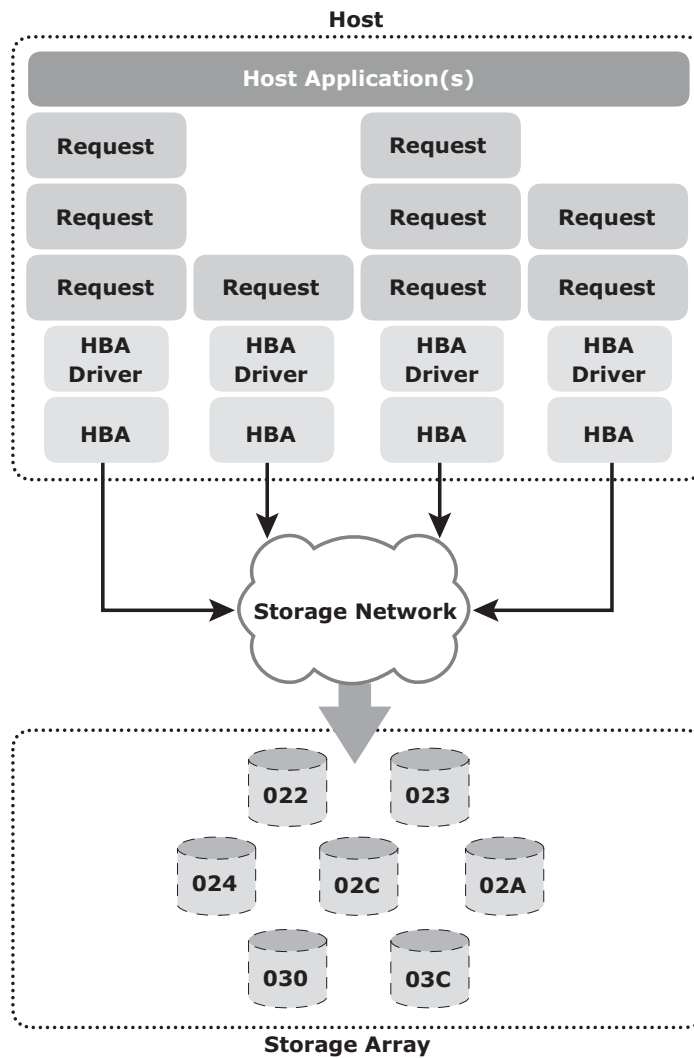 Host
Host Application(s)
Request Request
Request Request Request
Request Request Request Request
HBA HBA HBA HBA
Driver Driver Driver Driver
HBA HBA HBA HBA
Storage Network
022 023
024 02C 02A
030 03C
Storage Array